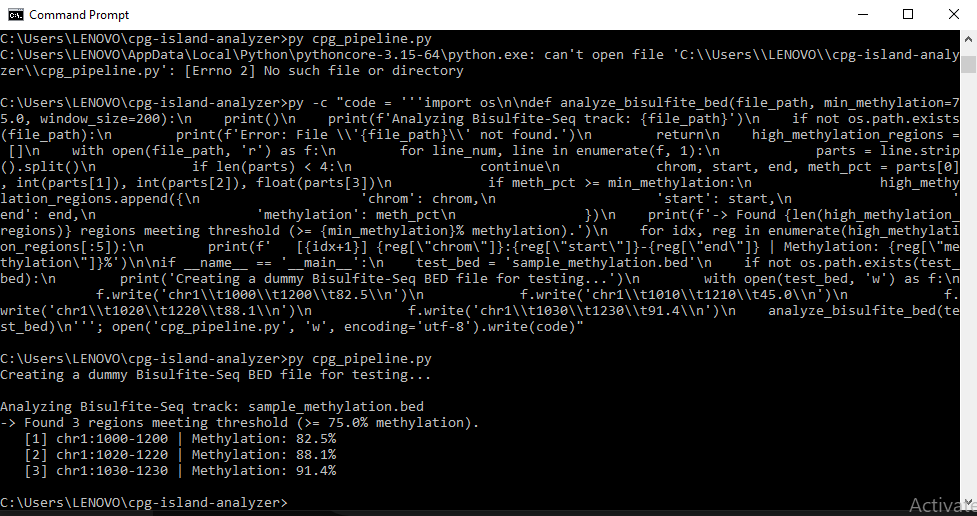 Command Prompt
C:\Users\LENOVO\cpg-island-analyzer>py cpg_pipeline.py
C:\Users\LENOVO\AppData\Local\Python\pythoncore-3.15-64\python.exe: can't open file 'C:\\Users\\LENOVO\\cpg-island-analy
zer\\cpg_pipeline.py': [Errno 2] No such file or directory
C:\Users\LENOVO\cpg-island-analyzer>py -c "code = '''import os\n\ndef analyze_bisulfite_bed(file_path, min_methylation=7
5.0, window_size=200):\n    print()\n    print(f'Analyzing Bisulfite-Seq track: {file_path}')\n    if not os.path.exists
(file_path):\n        print(f'Error: File \\'{file_path}\\' not found.')\n        return\n    high_methylation_regions =
 []\n    with open(file_path, 'r') as f:\n        for line_num, line in enumerate(f, 1):\n            parts = line.strip
().split()\n            if len(parts) < 4:\n                continue\n            chrom, start, end, meth_pct = parts[0]
, int(parts[1]), int(parts[2]), float(parts[3])\n            if meth_pct >= min_methylation:\n                high_methy
lation_regions.append({\n                    'chrom': chrom,\n                    'start': start,\n                    '
end': end,\n                    'methylation': meth_pct\n                })\n    print(f'-> Found {len(high_methylation_
regions)} regions meeting threshold (>= {min_methylation}% methylation).')\n    for idx, reg in enumerate(high_methylati
on_regions[:5]):\n        print(f'   [{idx+1}] {reg[\"chrom\"]}:{reg[\"start\"]}-{reg[\"end\"]} | Methylation: {reg[\"me
thylation\"]}%')\n\nif __name__ == '__main__':\n    test_bed = 'sample_methylation.bed'\n    if not os.path.exists(test_
bed):\n        print('Creating a dummy Bisulfite-Seq BED file for testing...')\n        with open(test_bed, 'w') as f:\n
            f.write('chr1\\t1000\\t1200\\t82.5\\n')\n            f.write('chr1\\t1010\\t1210\\t45.0\\n')\n            f.
write('chr1\\t1020\\t1220\\t88.1\\n')\n            f.write('chr1\\t1030\\t1230\\t91.4\\n')\n    analyze_bisulfite_bed(te
st_bed)\n'''; open('cpg_pipeline.py', 'w', encoding='utf-8').write(code)"
C:\Users\LENOVO\cpg-island-analyzer>py cpg_pipeline.py
Creating a dummy Bisulfite-Seq BED file for testing...
Analyzing Bisulfite-Seq track: sample_methylation.bed
-> Found 3 regions meeting threshold (>= 75.0% methylation).
   [1] chr1:1000-1200 | Methylation: 82.5%
   [2] chr1:1020-1220 | Methylation: 88.1%
   [3] chr1:1030-1230 | Methylation: 91.4%
C:\Users\LENOVO\cpg-island-analyzer>